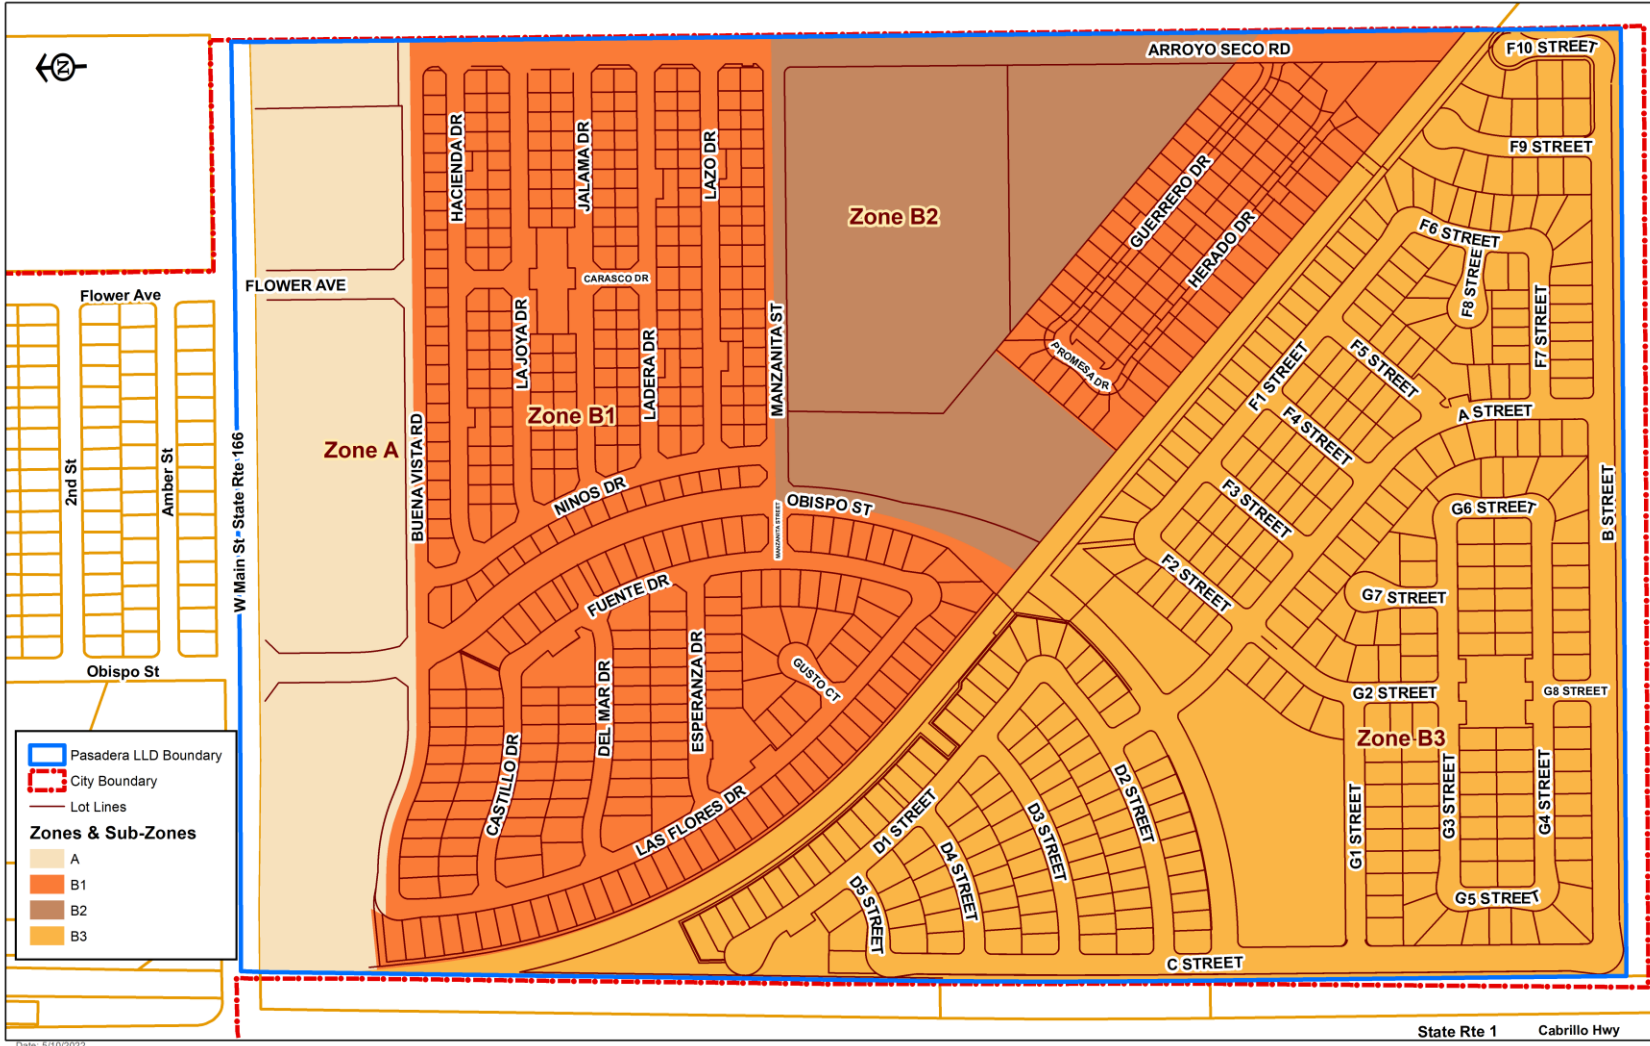 N
ARROYO SECO RD
F10 STREET
HACIENDA DR
JALAMA DR
LAZO DR
F9 STREET
Zone B2
GUERRERO DR
HERADO DR
F6 STREET
F8 STREET
FLOWER AVE
Flower Ave
CARASCO DR
LA JOYA DR
LADERA DR
MANZANITA ST
PROMESA DR
F1 STREET
F5 STREET
F7 STREET
A STREET
F4 STREET
Zone B1
Zone A
BUENA VISTA RD
W Main St State Rte 166
2nd St
Amber St
NINOS DR
OBISPO ST
MANZANITA STREET
F3 STREET
G6 STREET
B STREET
F2 STREET
FUENTE DR
G7 STREET
Obispo St
DEL MAR DR
ESPERANZA DR
GUSTO CT
G2 STREET
G8 STREET
Zone B3
CASTILLO DR
LAS FLORES DR
D1 STREET
D2 STREET
D3 STREET
D4 STREET
D5 STREET
G1 STREET
G3 STREET
G4 STREET
G5 STREET
C STREET
Pasadera LLD Boundary
City Boundary
Lot Lines
Zones & Sub-Zones
A
B1
B2
B3
State Rte 1
Cabrillo Hwy
Date: 5/10/2022